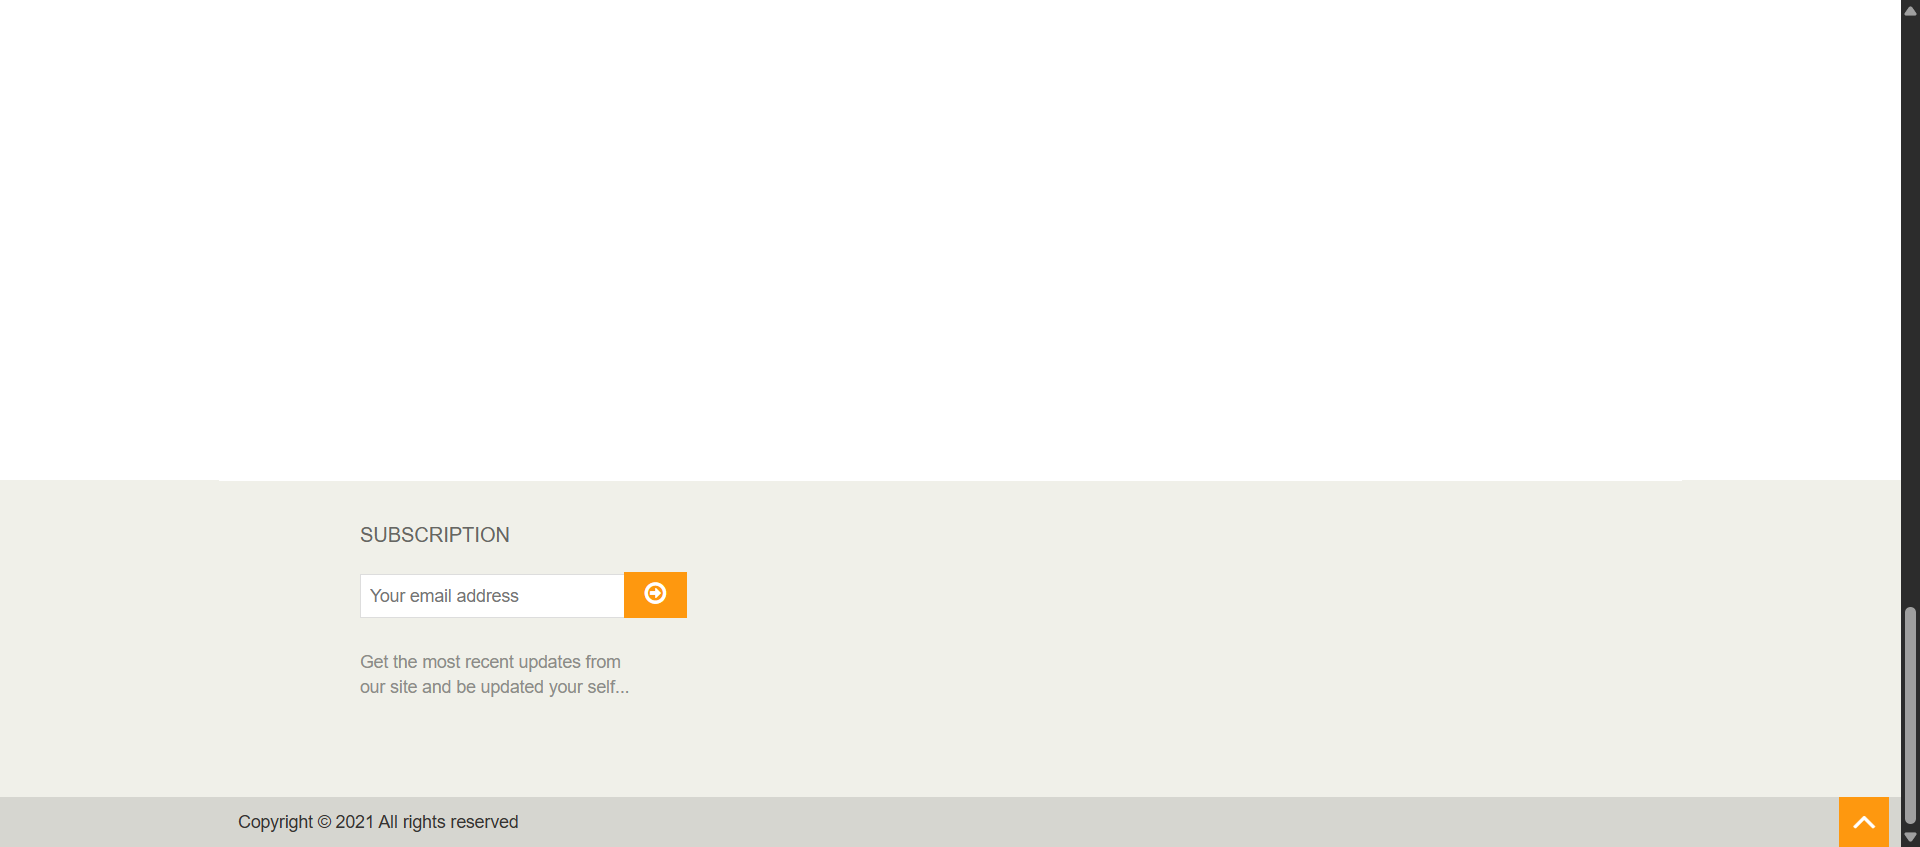 SUBSCRIPTION
Your email address
Get the most recent updates from
our site and be updated your self...
Copyright © 2021 All rights reserved